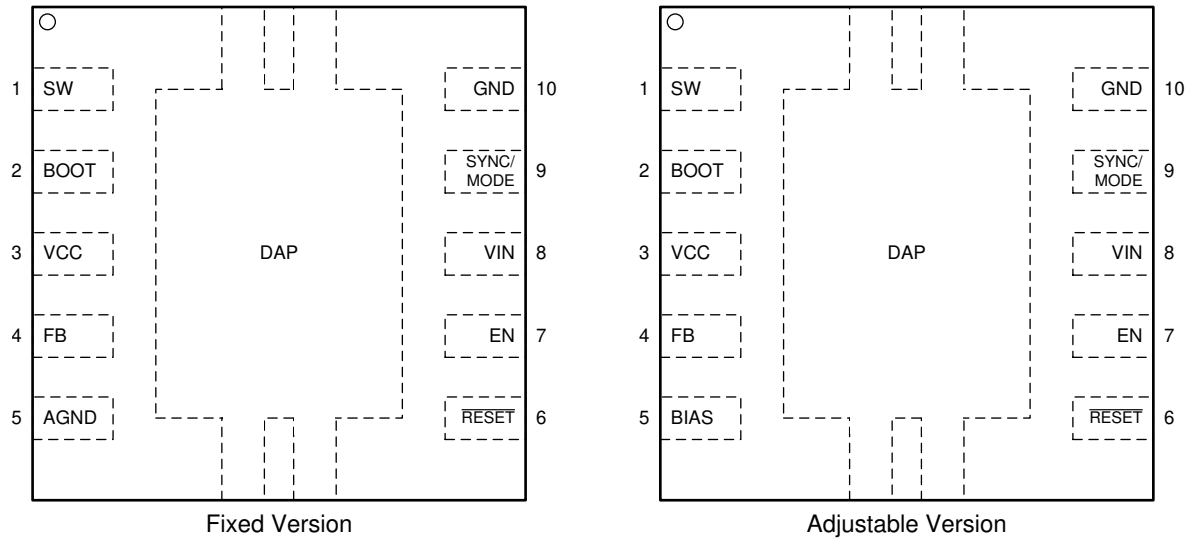 1 SW GND 10
2 BOOT SYNC/
MODE 9
3 VCC DAP VIN 8
4 FB EN 7
5 AGND RESET 6
Fixed Version
1 SW GND 10
2 BOOT SYNC/
MODE 9
3 VCC DAP VIN 8
4 FB EN 7
5 BIAS RESET 6
Adjustable Version